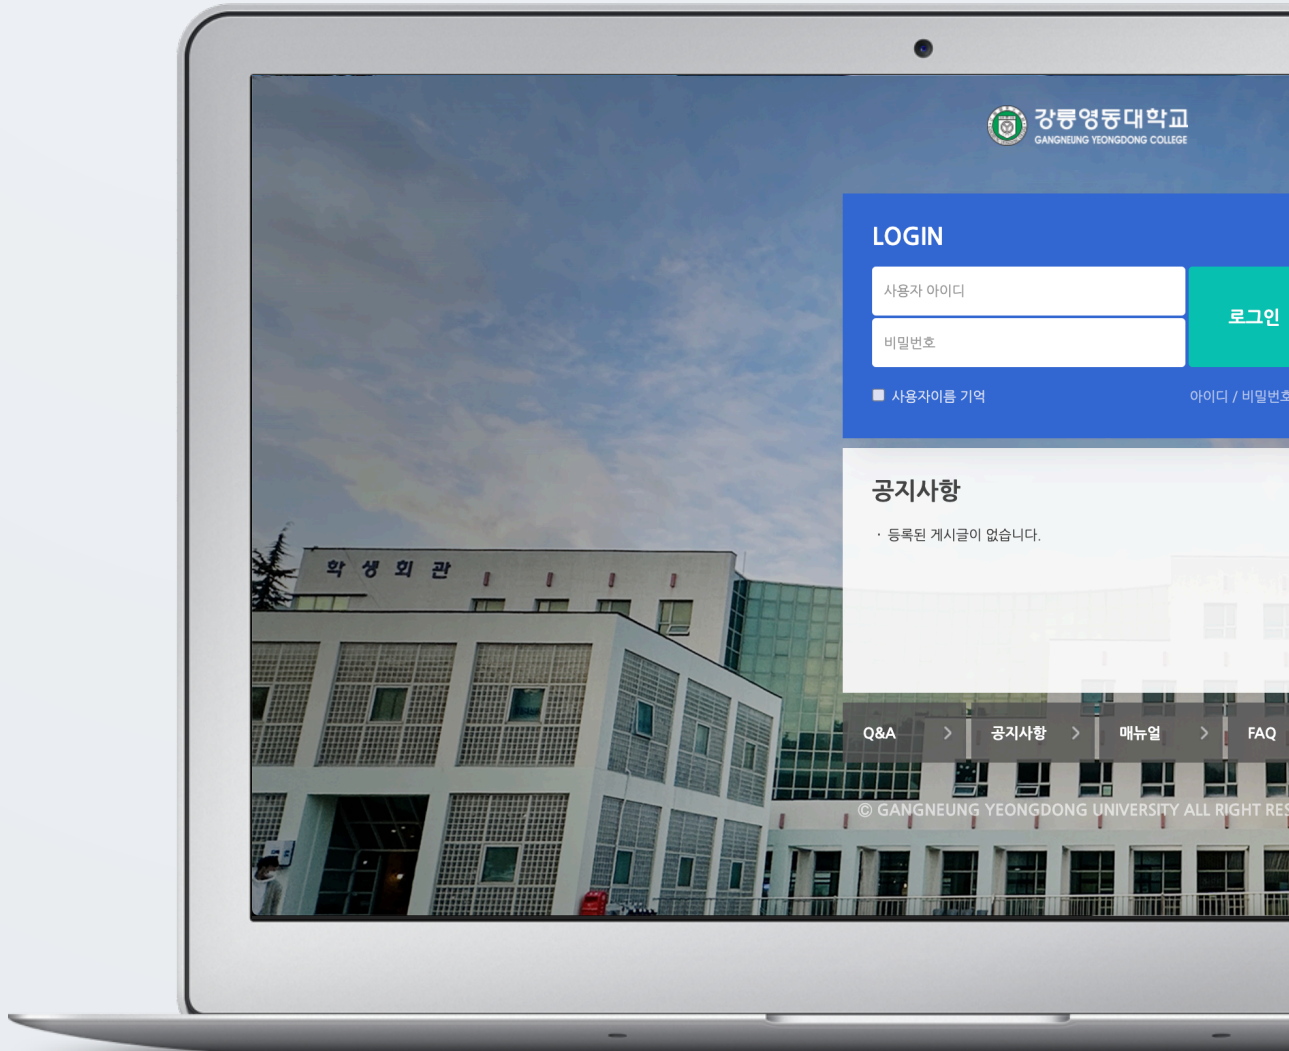 강릉영동대학교
GANGNEUNG YEONGDONG COLLEGE
LOGIN
사용자 아이디
로그인
비밀번호
사용자이름 기억
아이디 / 비밀번호
공지사항
· 등록된 게시글이 없습니다.
학생회관
Q&A
공지사항
매뉴얼
FAQ
© GANGNEUNG YEONGDONG UNIVERSITY ALL RIGHT RES